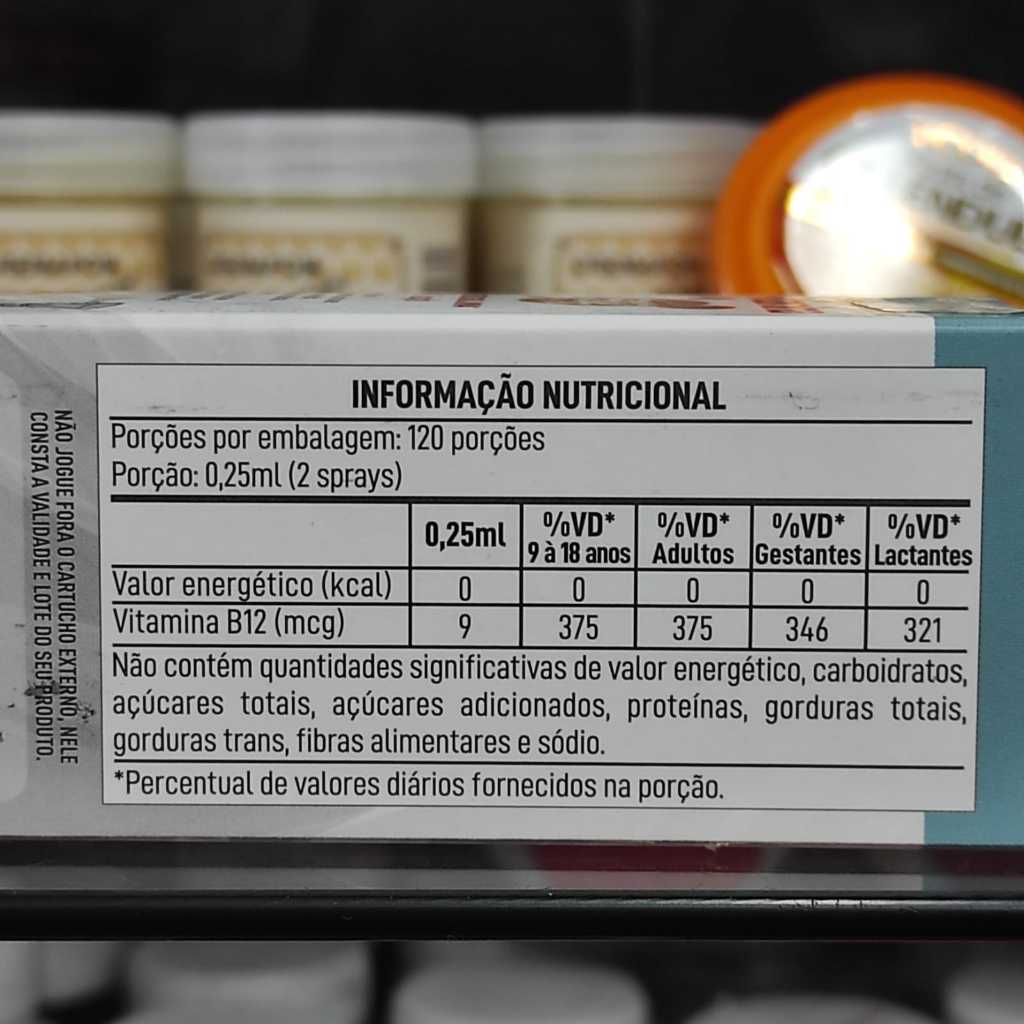 INFORMAÇÃO NUTRICIONAL
Porções por embalagem: 120 porções
Porção: 0,25ml (2 sprays)
0,25ml %VD* 9 à 18 anos %VD* Adultos %VD* Gestantes %VD* Lactantes
Valor energético (kcal) 0 0 0 0 0
Vitamina B12 (mcg) 9 375 375 346 321
Não contém quantidades significativas de valor energético, carboidratos,
açúcares totais, açúcares adicionados, proteínas, gorduras totais,
gorduras trans, fibras alimentares e sódio.
*Percentual de valores diários fornecidos na porção.
NÃO JOGUE FORA O CARTUCHO EXTERNO, NELE
CONSTA A VALIDADE E LOTE DO SEU PRODUTO.